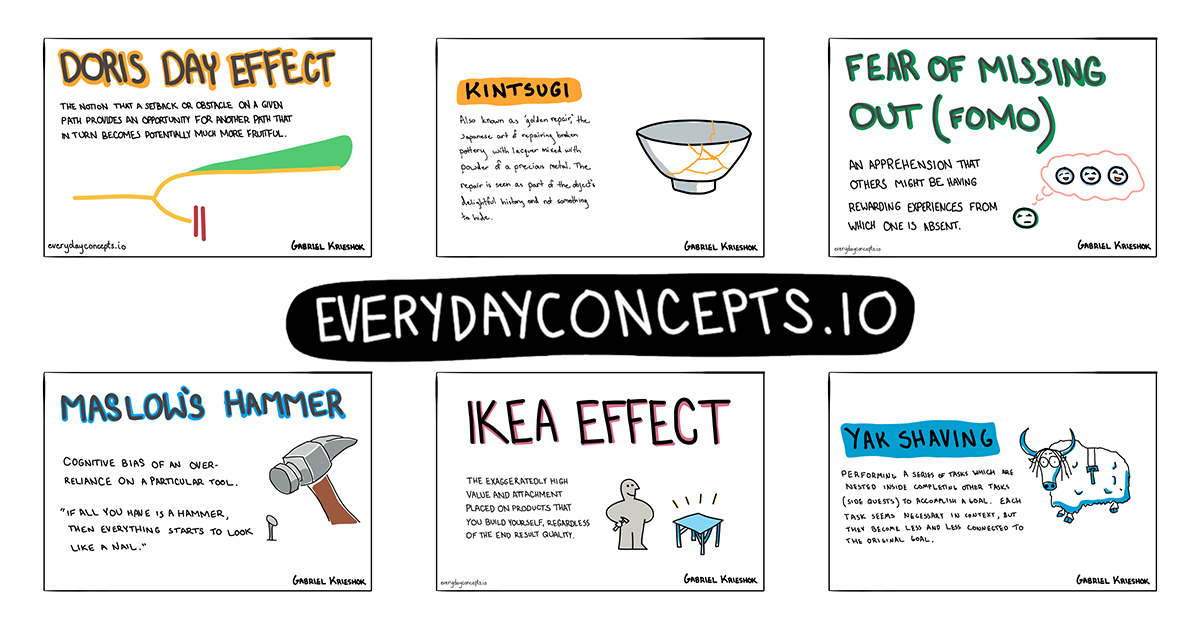 DORIS DAY EFFECT
THE NOTION THAT A SETBACK OR OBSTACLE ON A GIVEN
PATH PROVIDES AN OPPORTUNITY FOR ANOTHER PATH THAT
IN TURN BECOMES POTENTIALLY MUCH MORE FRUITFUL.
everydayconcepts.io
GABRIEL KRIESHOK
KINTSUGI
Also known as "golden repair," the
Japanese art of repairing broken
pottery with lacquer mixed with
powder of a precious metal. The
repair is seen as part of the object's
delightful history and not something
to hide.
GABRIEL KRIESHOK
FEAR OF MISSING
OUT (FOMO)
AN APPREHENSION THAT
OTHERS MIGHT BE HAVING
REWARDING EXPERIENCES FROM
WHICH ONE IS ABSENT.
everydayconcepts.io
GABRIEL KRIESHOK
EVERYDAYCONCEPTS.IO
MASLOW'S HAMMER
COGNITIVE BIAS OF AN OVER-
RELIANCE ON A PARTICULAR TOOL.
"IF ALL YOU HAVE IS A HAMMER,
THEN EVERYTHING STARTS TO LOOK
LIKE A NAIL."
GABRIEL KRIESHOK
IKEA EFFECT
THE EXAGGERATEDLY HIGH
VALUE AND ATTACHMENT
PLACED ON PRODUCTS THAT
YOU BUILD YOURSELF, REGARDLESS
OF THE END RESULT QUALITY.
everydayconcepts.io
GABRIEL KRIESHOK
YAK SHAVING
PERFORMING A SERIES OF TASKS WHICH ARE
NESTED INSIDE COMPLETING OTHER TASKS
(SIDE QUESTS) TO ACCOMPLISH A GOAL. EACH
TASK SEEMS NECESSARY IN CONTEXT, BUT
THEY BECOME LESS AND LESS CONNECTED TO
THE ORIGINAL GOAL.
GABRIEL KRIESHOK